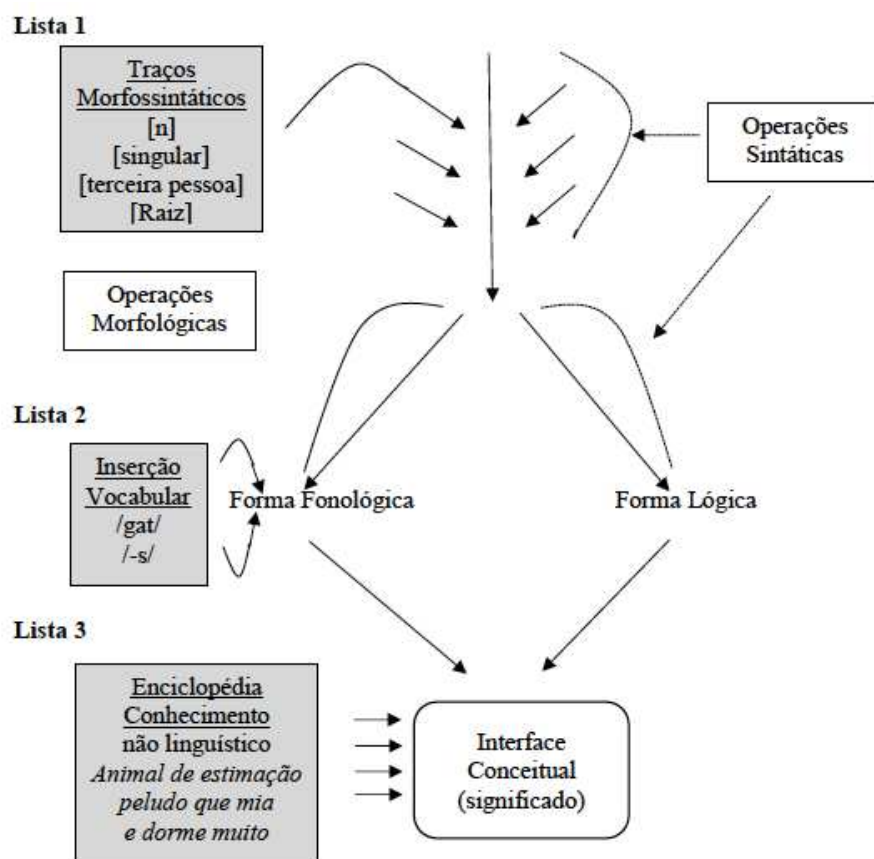 Lista 1
Traços
Morfossintáticos
[n]
[singular]
[terceira pessoa]
[Raiz]
Operações
Sintáticas
Operações
Morfológicas
Lista 2
Inserção
Vocabular
/gat/
/-s/
Forma Fonológica
Forma Lógica
Lista 3
Enciclopédia
Conhecimento
não linguístico
Animal de estimação
peludo que mia
e dorme muito
Interface
Conceitual
(significado)